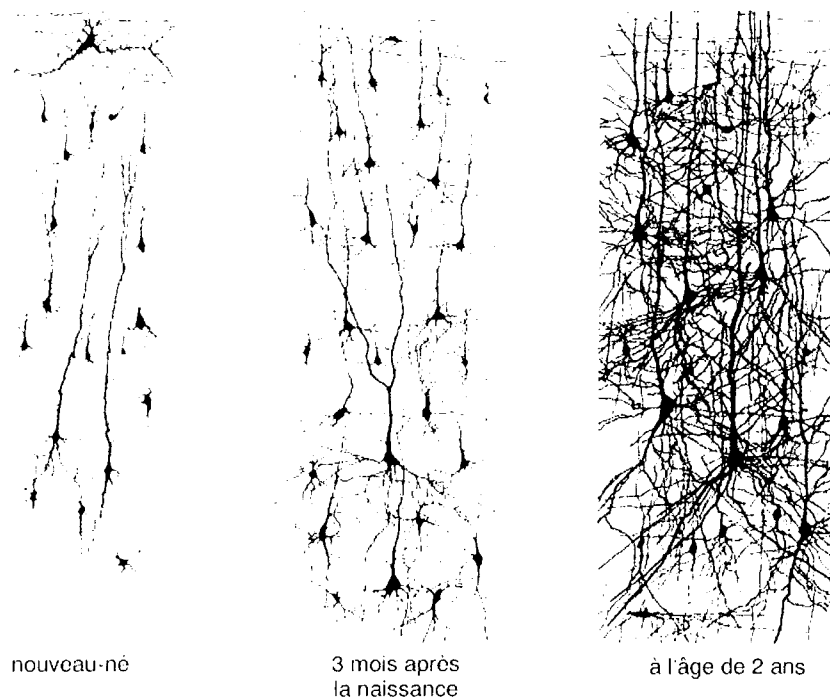 nouveau-né
3 mois après
la naissance
à l'âge de 2 ans